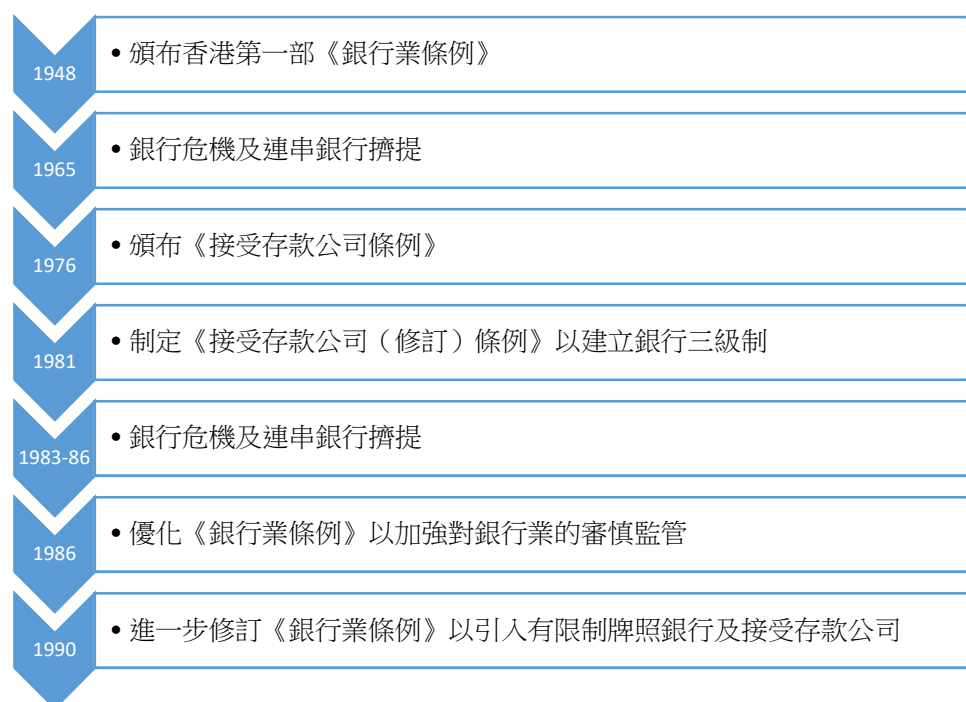 1948
• 頒布香港第一部《銀行業條例》
1965
• 銀行危機及連串銀行擠提
1976
• 頒布《接受存款公司條例》
1981
• 制定《接受存款公司（修訂）條例》以建立銀行三級制
1983-86
• 銀行危機及連串銀行擠提
1986
• 優化《銀行業條例》以加強對銀行業的審慎監管
1990
• 進一步修訂《銀行業條例》以引入有限制牌照銀行及接受存款公司